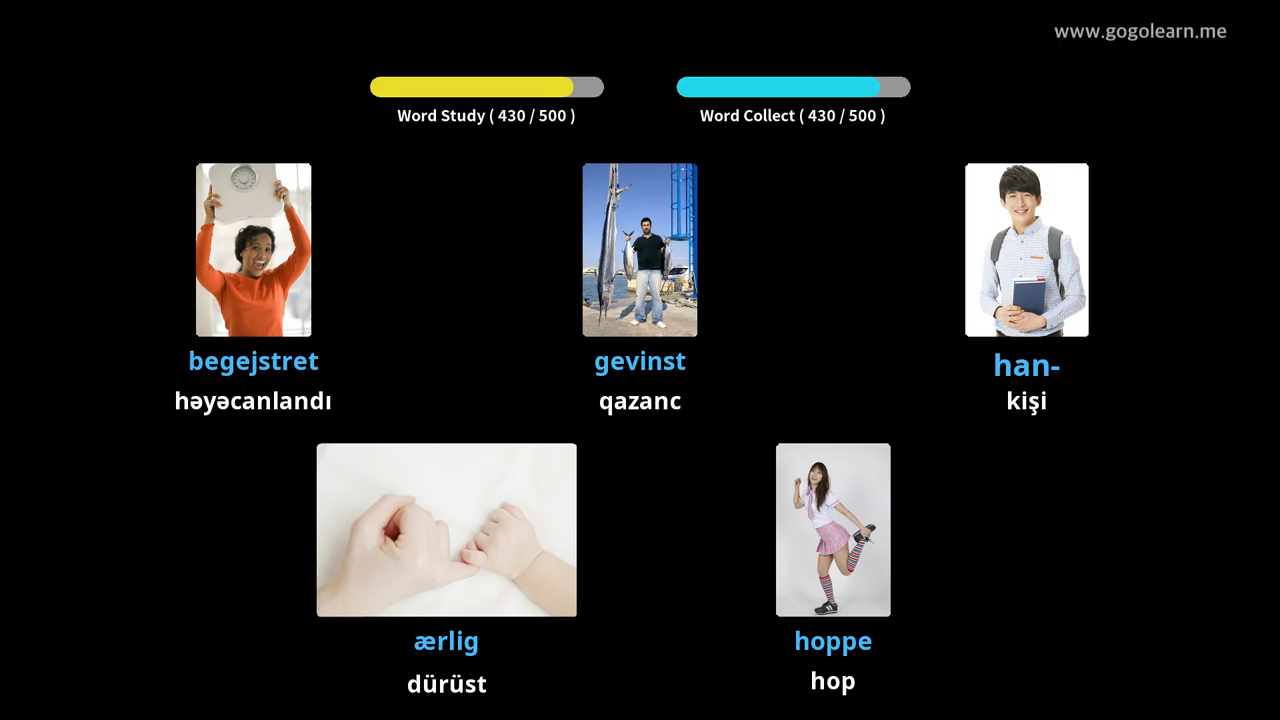 www.gogolearn.me
Word Study ( 430 / 500 )
Word Collect ( 430 / 500 )
begejstret
həyəcanlandı
gevinst
qazanc
han-
kişi
ærlig
dürüst
hoppe
hop